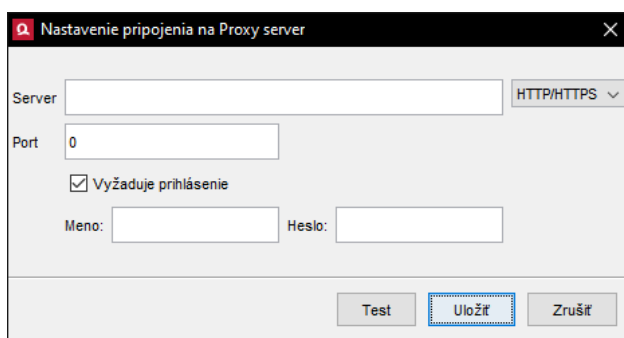 Nastavenie pripojenia na Proxy server
Server HTTP/HTTPS
Port 0
Vyžaduje prihlásenie
Meno: Heslo:
Test Uložiť Zrušiť